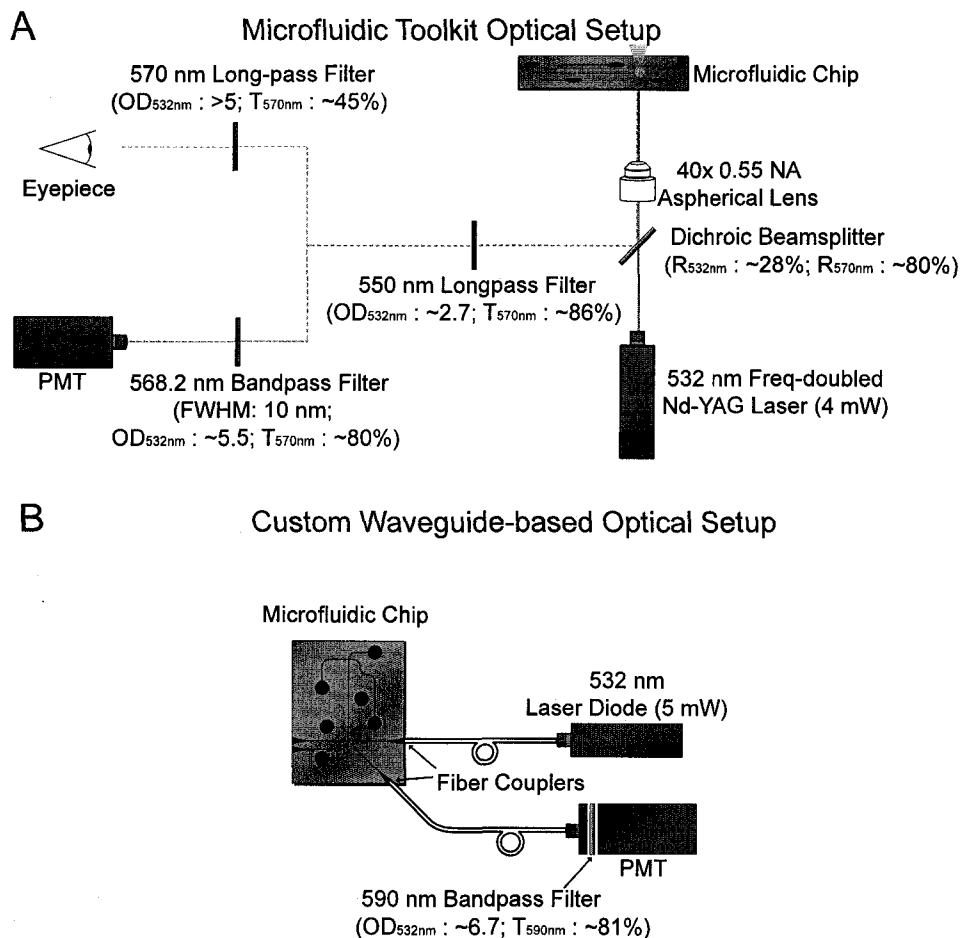 A
Microfluidic Toolkit Optical Setup
570 nm Long-pass Filter
(OD532nm : >5; T570nm : ~45%)
Eyepiece
Microfluidic Chip
40x 0.55 NA
Aspherical Lens
Dichroic Beamsplitter
(R532nm : ~28%; R570nm : ~80%)
550 nm Longpass Filter
(OD532nm : ~2.7; T570nm : ~86%)
PMT
568.2 nm Bandpass Filter
(FWHM: 10 nm;
OD532nm : ~5.5; T570nm : ~80%)
532 nm Freq-doubled
Nd-YAG Laser (4 mW)
B
Custom Waveguide-based Optical Setup
Microfluidic Chip
532 nm
Laser Diode (5 mW)
Fiber Couplers
PMT
590 nm Bandpass Filter
(OD532nm : ~6.7; T590nm : ~81%)